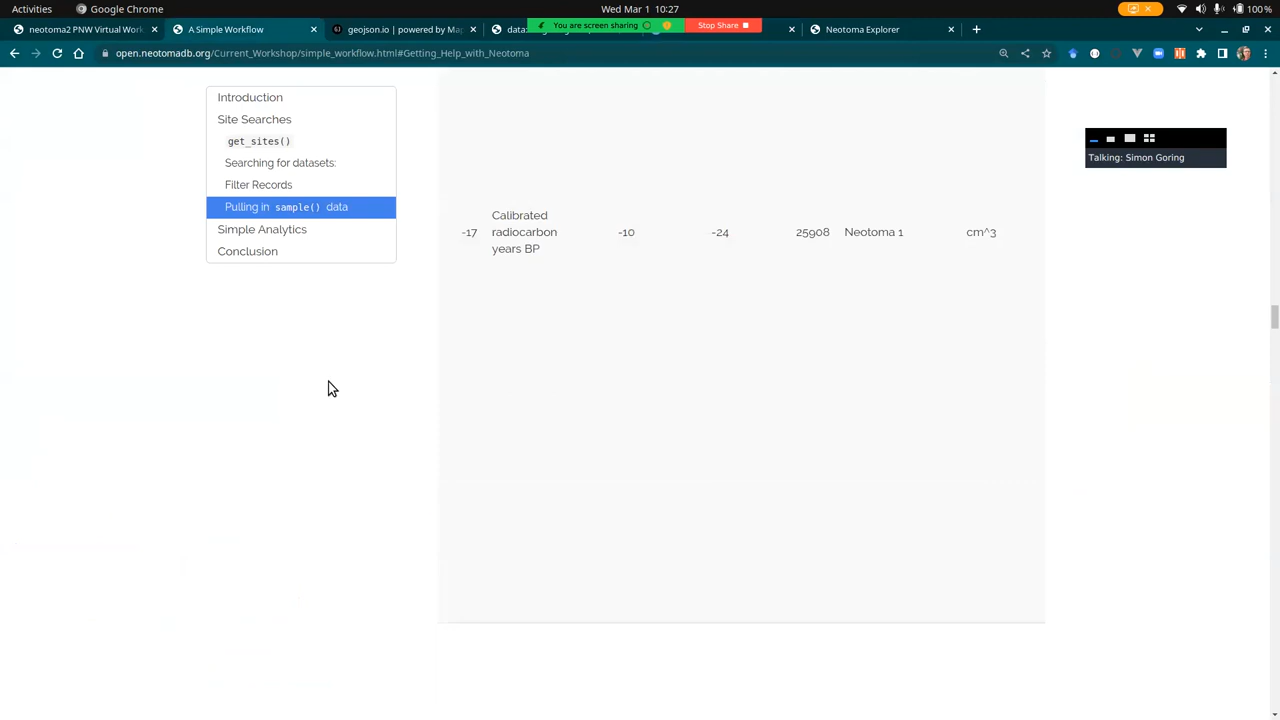 Activities
Google Chrome
Wed Mar 1 10:27
100%
neotoma2 PNW Virtual Work
A Simple Workflow
geojson.io | powered by Ma
You are screen sharing
Stop Share
data:
Neotoma Explorer
open.neotomadb.org/Current_Workshop/simple_workflow.html#Getting_Help_with_Neotoma
Introduction
Site Searches
get_sites()
Searching for datasets:
Filter Records
Pulling in sample() data
Simple Analytics
Conclusion
Talking: Simon Goring
-17 Calibrated radiocarbon years BP -10 -24 25908 Neotoma 1 cm^3